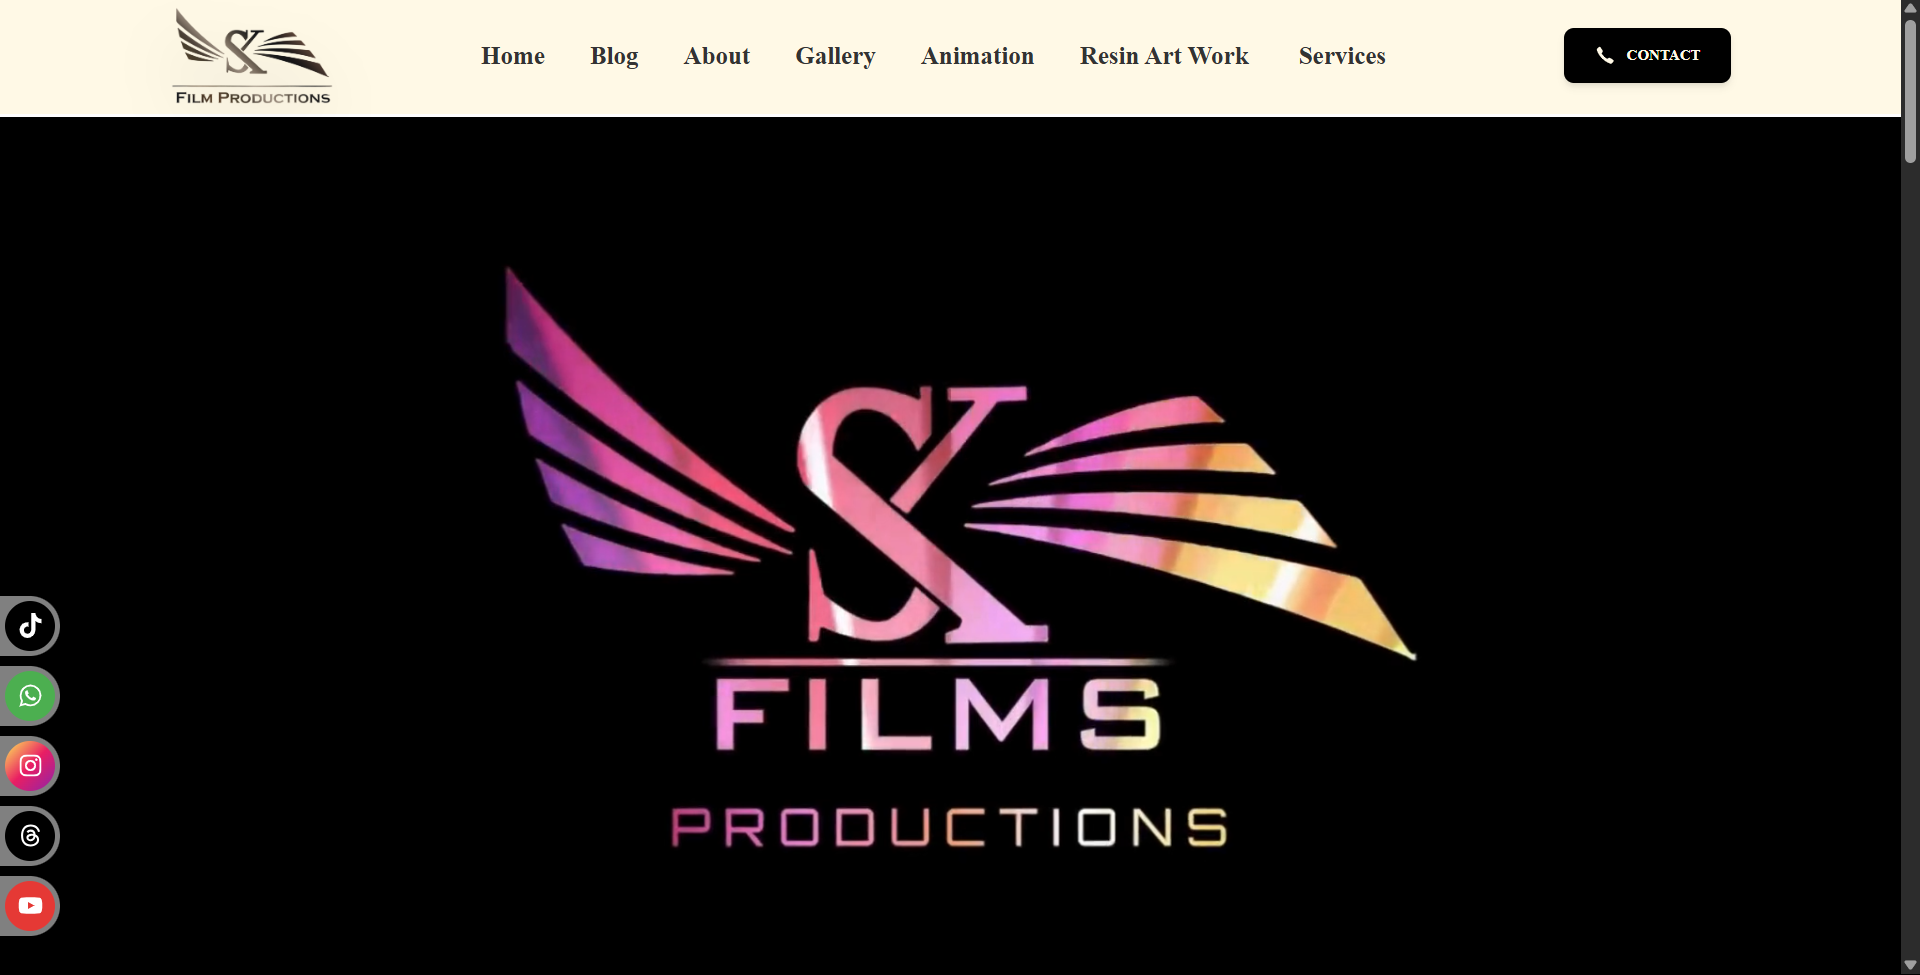 SK
FILM PRODUCTIONS
Home Blog About Gallery Animation Resin Art Work Services
CONTACT
SK
FILMS
PRODUCTIONS